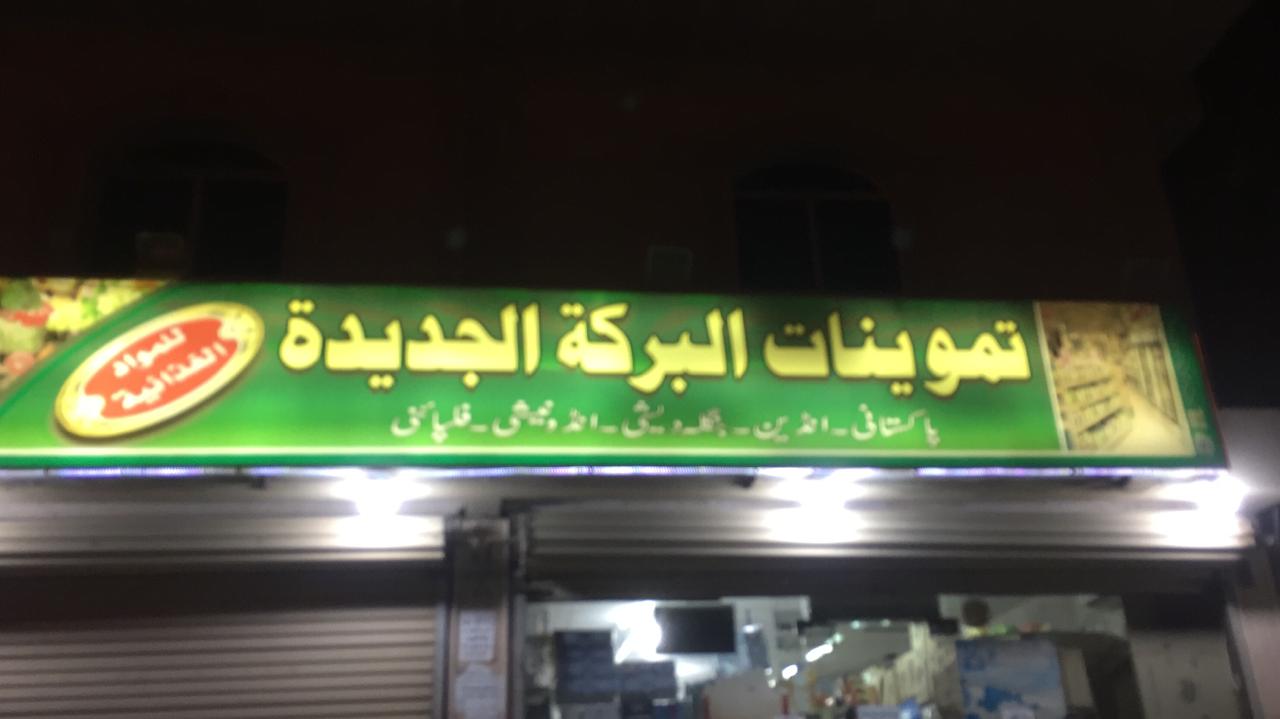 تموينات البركة الجديدة
پاکستانی - انڈین - بنگلہ دیشی - انڈونیشی - فلپائنی
للمواد
الغذائية